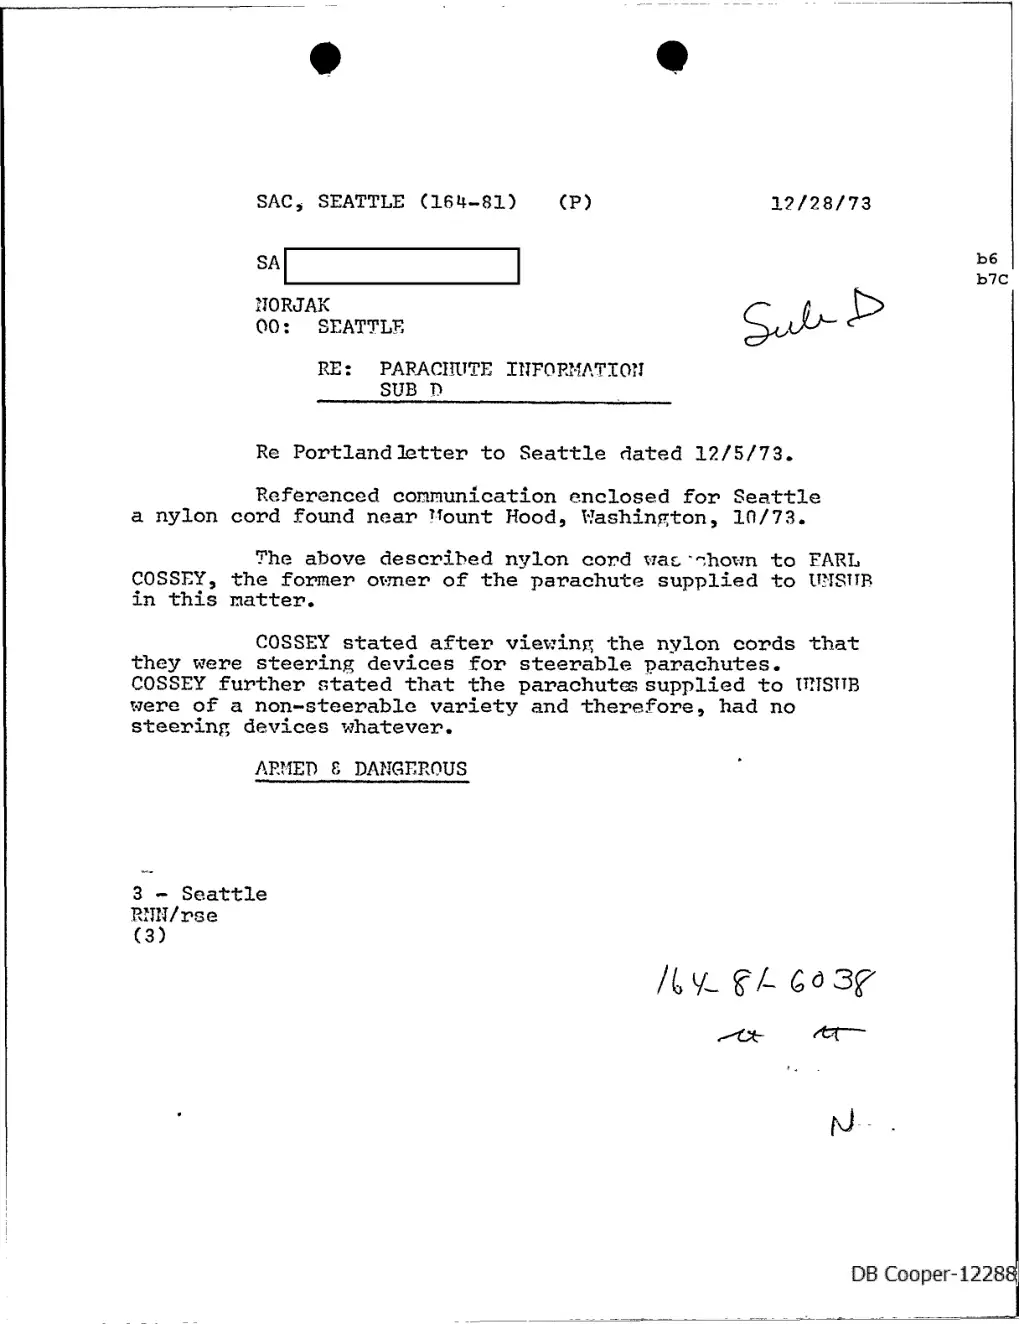 SAC, SEATTLE (164-81) (P) 12/28/73
SA
b6
b7C
NORJAK
OO: SEATTLE
Sub D
RE: PARACHUTE INFORMATION
SUB D
Re Portland letter to Seattle dated 12/5/73.
Referenced communication enclosed for Seattle
a nylon cord found near Mount Hood, Washington, 10/73.
The above described nylon cord was shown to EARL
COSSEY, the former owner of the parachute supplied to UNSUB
in this matter.
COSSEY stated after viewing the nylon cords that
they were steering devices for steerable parachutes.
COSSEY further stated that the parachutes supplied to UNSUB
were of a non-steerable variety and therefore, had no
steering devices whatever.
ARMED & DANGEROUS
3 - Seattle
RNN/rse
(3)
164-81-6038
N
DB Cooper-12288